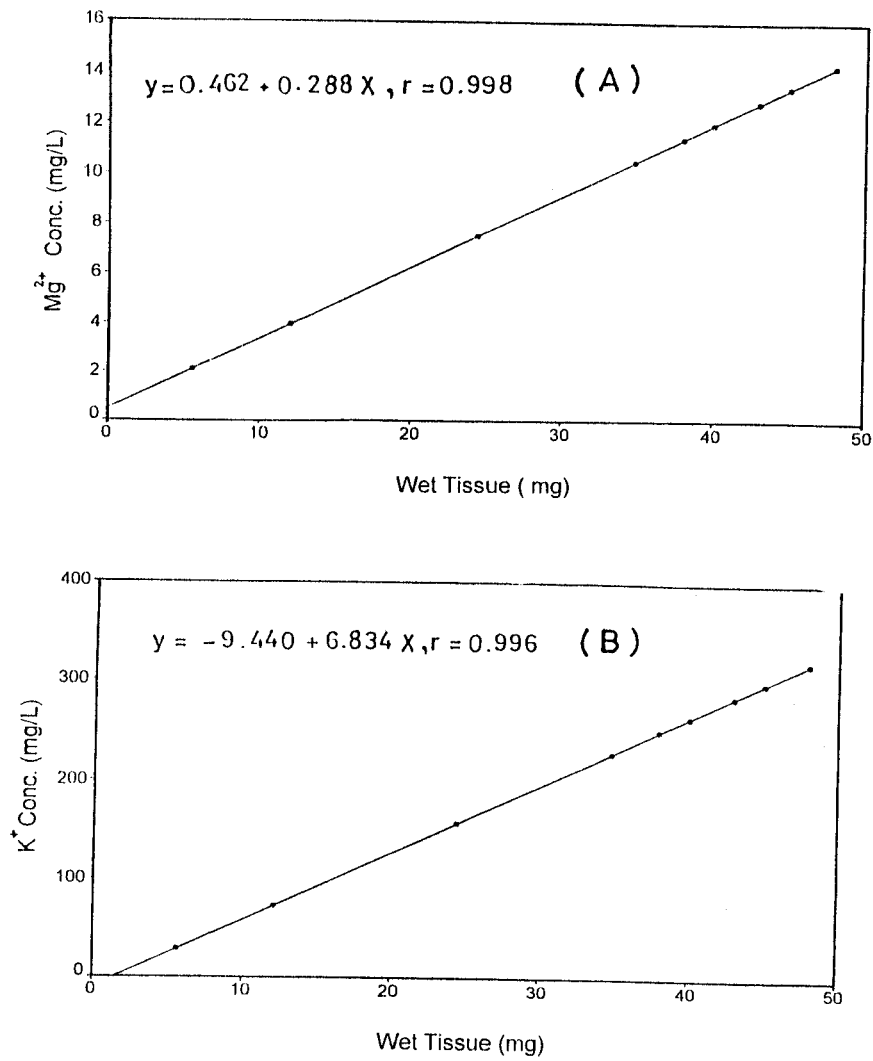 16
14
12
10
8
6
4
2
0
y=0.462 + 0.288 X , r = 0.998 (A)
Mg2+ Conc. (mg/L)
0 10 20 30 40 50
Wet Tissue ( mg)
400
300
200
100
0
y = -9.440 + 6.834 X ,r = 0.996 (B)
K+ Conc. (mg/L)
0 10 20 30 40 50
Wet Tissue (mg)